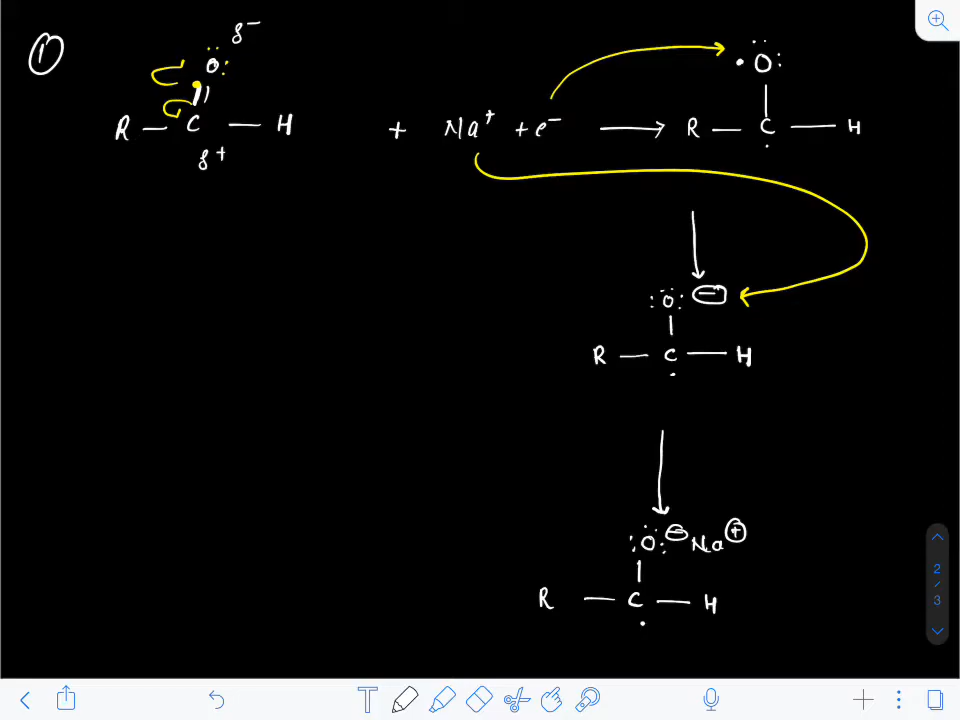 1
δ−
:O:
R — C — H + Na+ + e− → R — C — H
δ+
• :O:
:O: −
R — C — H
:O: ⊖ Na ⊕
R — C — H
T
2
/
3